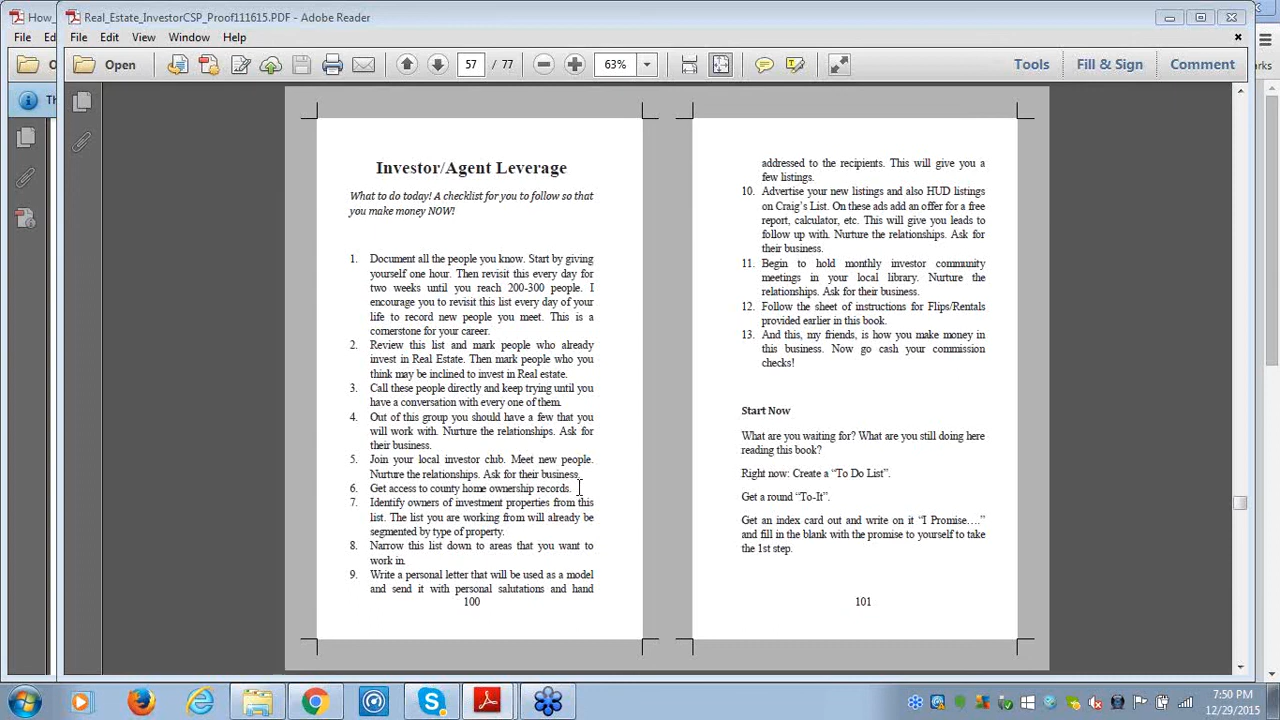 How_
Real_Estate_InvestorCSP_Proof111615.PDF - Adobe Reader
File Ed
File Edit View Window Help
Open 57 / 77 63% Tools Fill & Sign Comment
Th
Investor/Agent Leverage
What to do today! A checklist for you to follow so that
you make money NOW!
1. Document all the people you know. Start by giving
yourself one hour. Then revisit this every day for
two weeks until you reach 200-300 people. I
encourage you to revisit this list every day of your
life to record new people you meet. This is a
cornerstone for your career.
2. Review this list and mark people who already
invest in Real Estate. Then mark people who you
think may be inclined to invest in Real estate.
3. Call these people directly and keep trying until you
have a conversation with every one of them.
4. Out of this group you should have a few that you
will work with. Nurture the relationships. Ask for
their business.
5. Join your local investor club. Meet new people.
Nurture the relationships. Ask for their business.
6. Get access to county home ownership records.
7. Identify owners of investment properties from this
list. The list you are working from will already be
segmented by type of property.
8. Narrow this list down to areas that you want to
work in.
9. Write a personal letter that will be used as a model
and send it with personal salutations and hand
100
addressed to the recipients. This will give you a
few listings.
10. Advertise your new listings and also HUD listings
on Craig's List. On these ads add an offer for a free
report, calculator, etc. This will give you leads to
follow up with. Nurture the relationships. Ask for
their business.
11. Begin to hold monthly investor community
meetings in your local library. Nurture the
relationships. Ask for their business.
12. Follow the sheet of instructions for Flips/Rentals
provided earlier in this book.
13. And this, my friends, is how you make money in
this business. Now go cash your commission
checks!
Start Now
What are you waiting for? What are you still doing here
reading this book?
Right now: Create a “To Do List”.
Get a round “To-It”.
Get an index card out and write on it “I Promise….”
and fill in the blank with the promise to yourself to take
the 1st step.
101
7:50 PM
12/29/2015